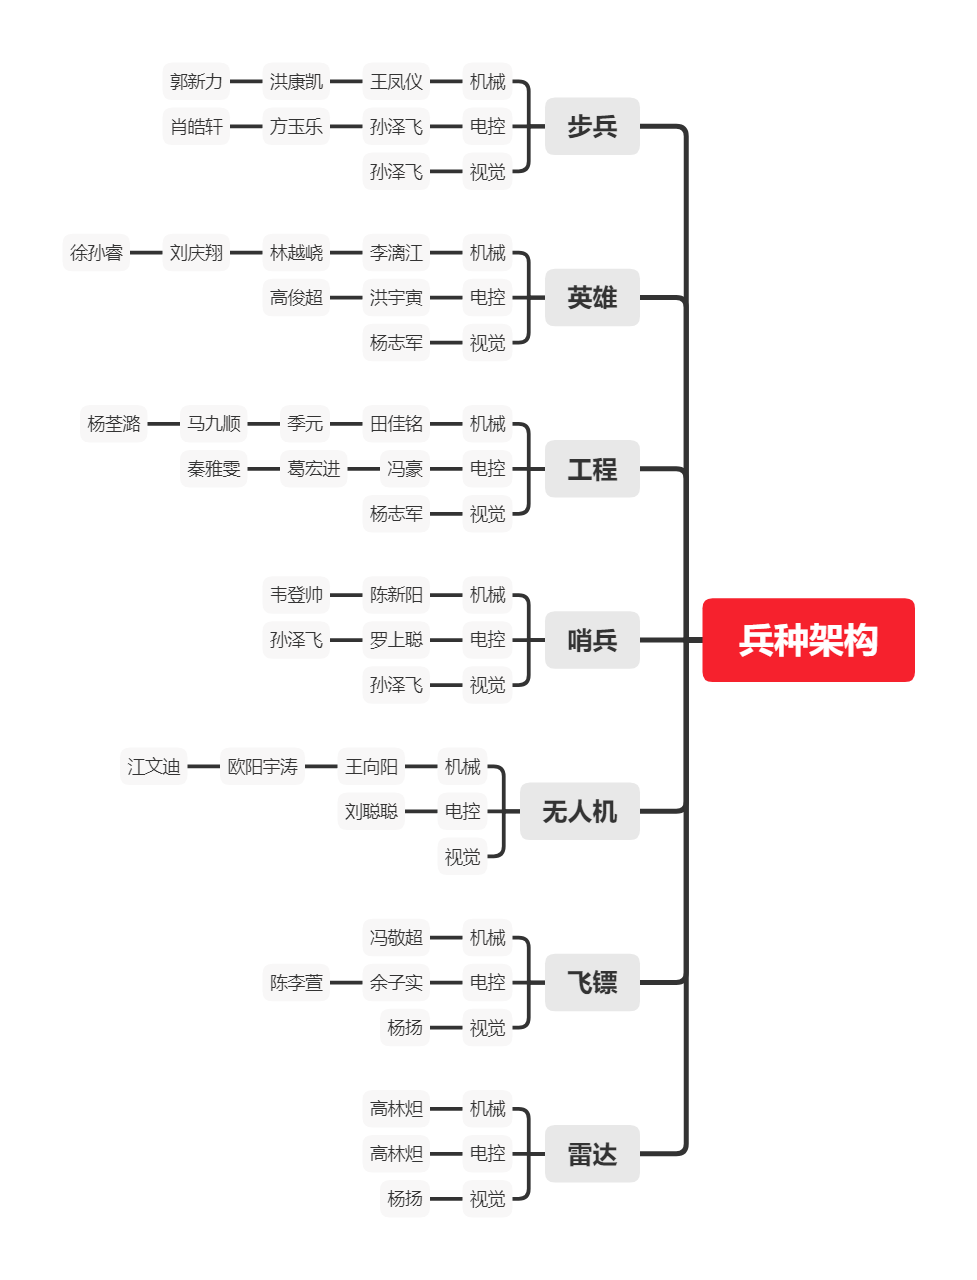 郭新力 洪康凯 王凤仪 机械
步兵
肖皓轩 方玉乐 孙泽飞 电控
孙泽飞 视觉
徐孙睿 刘庆翔 林越峣 李漓江 机械
英雄
高俊超 洪宇寅 电控
杨志军 视觉
杨荃潞 马九顺 季元 田佳铭 机械
工程
秦雅雯 葛宏进 冯豪 电控
杨志军 视觉
韦登帅 陈新阳 机械
哨兵
孙泽飞 罗上聪 电控
兵种架构
孙泽飞 视觉
江文迪 欧阳宇涛 王向阳 机械
无人机
刘聪聪 电控
视觉
冯敬超 机械
飞镖
陈李萱 余子实 电控
杨扬 视觉
高林炟 机械
雷达
高林炟 电控
杨扬 视觉